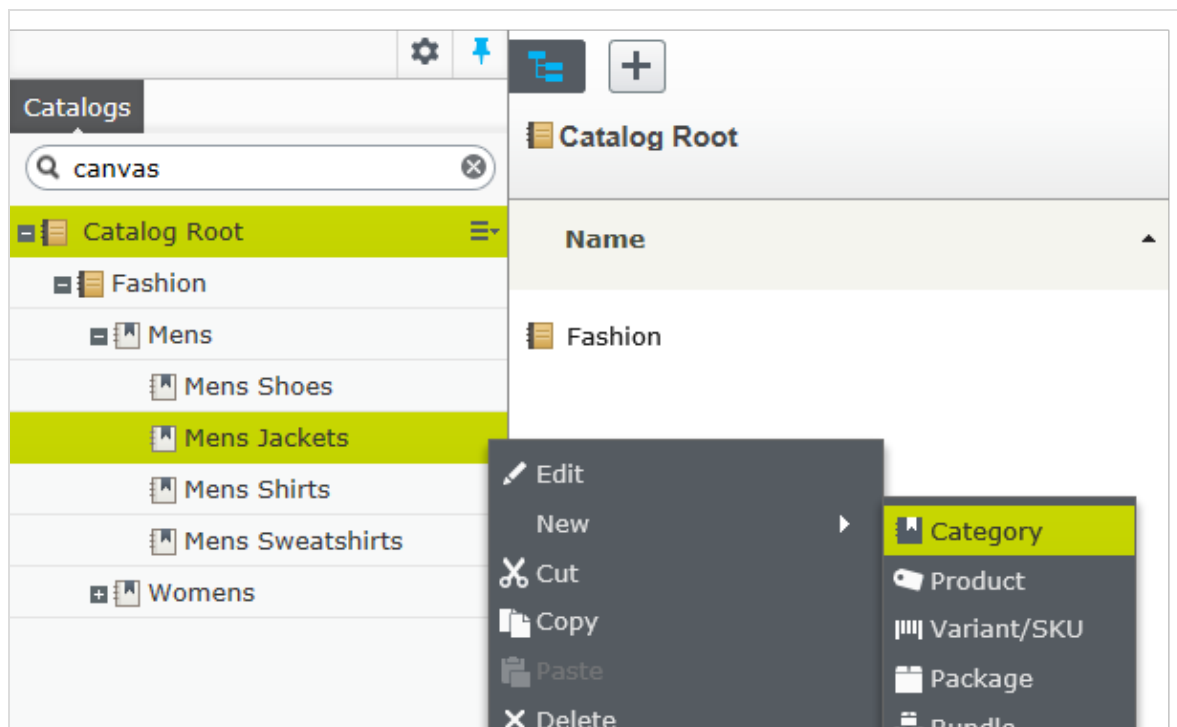 Catalogs
canvas
Catalog Root
Fashion
Mens
Mens Shoes
Mens Jackets
Mens Shirts
Mens Sweatshirts
Womens
Catalog Root
Name
Fashion
Edit
New
Cut
Copy
Paste
Delete
Category
Product
Variant/SKU
Package
Bundle